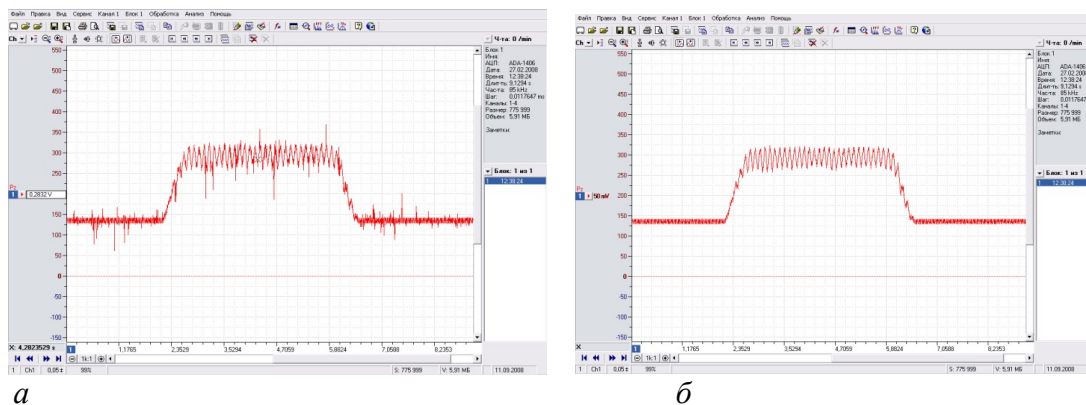 Файл Правка Вид Сервис Канал 1 Блок 1 Обработка Анализ Помощь
Ch
Ч-та: 0 /min
Блок 1
Имя:
АЦП: ADA-1406
Дата: 27.02.2008
Время: 12:38:24
Длит-ть: 9,1294 s
Част-а: 85 kHz
Шаг: 0,0117647 ms
Каналы: 1-4
Размер: 775 999
Объем: 5,91 МБ
Заметки:
Блок: 1 из 1
1 12:38:24
550
500
450
400
350
300
250
Pz
1 0,2832 V
150
100
50
0
-50
-100
-150
X: 4,2823529 s
1 1,1765 2,3529 3,5294 4,7059 5,8824 7,0588 8,2353
1k:1
1 Ch1 0,05± 99% S: 775 999 V: 5,91 МБ 11.09.2008
а
Файл Правка Вид Сервис Канал 1 Блок 1 Обработка Анализ Помощь
Ch
Ч-та: 0 /min
Блок 1
Имя:
АЦП: ADA-1406
Дата: 27.02.2008
Время: 12:38:24
Длит-ть: 9,1294 s
Част-а: 85 kHz
Шаг: 0,0117647
Каналы: 1-4
Размер: 775 999
Объем: 5,91 МБ
Заметки:
Блок: 1 из 1
1 12:38:24
550
500
450
400
350
300
250
Pz
1 50 mV
150
100
50
0
-50
-100
-150
X
1 1,1765 2,3529 3,5294 4,7059 5,8824 7,0588 8,2353
1k:1
1 Ch1 0,05± 99% S: 775 999 V: 5,91 МБ 11.09.2008
б